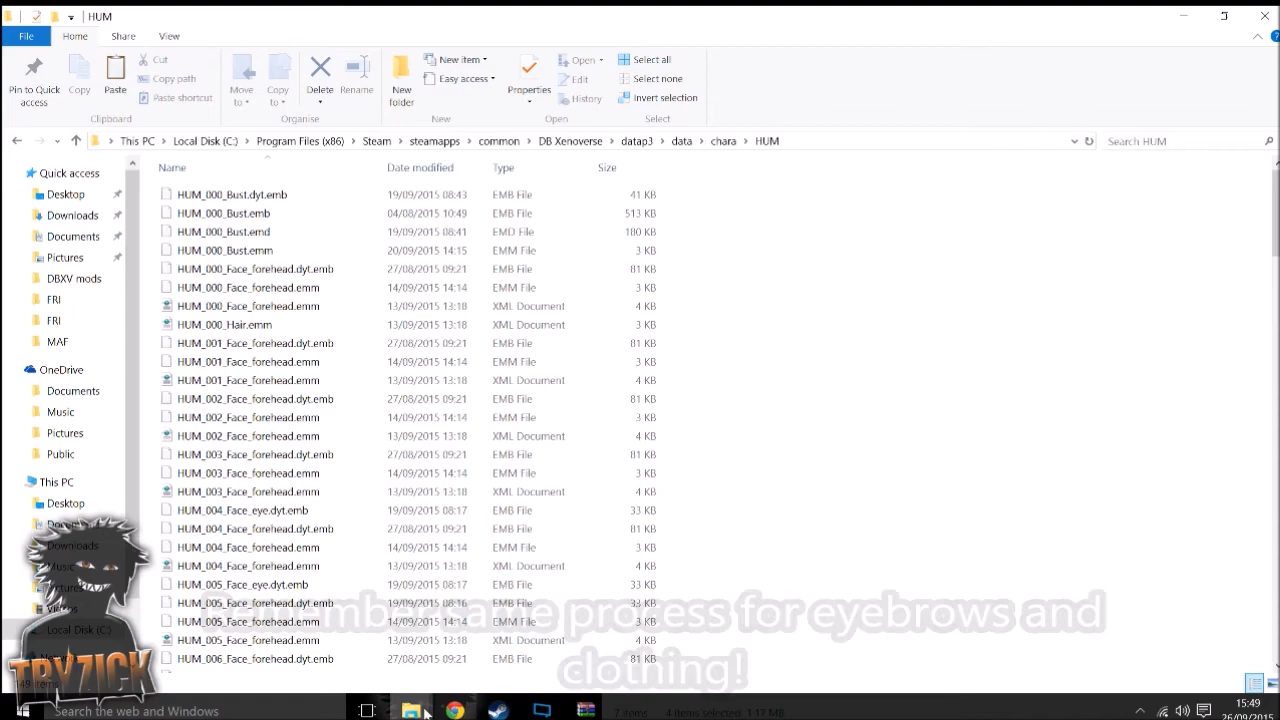 HUM
File Home Share View
Pin to Quick access
Copy
Paste
Cut
Copy path
Paste shortcut
Clipboard
Move to
Copy to
Delete
Rename
Organise
New folder
New item
Easy access
New
Properties
Open
Edit
History
Open
Select all
Select none
Invert selection
Select
This PC > Local Disk (C:) > Program Files (x86) > Steam > steamapps > common > DB Xenoverse > datap3 > data > chara > HUM
Search HUM
Name Date modified Type Size
Quick access
Desktop
Downloads
Documents
Pictures
DBXV mods
FRI
FRI
MAF
OneDrive
Documents
Music
Pictures
Public
This PC
Desktop
Downloads
Music
Pictures
Videos
Local Disk (C:)
HUM_000_Bust.dyt.emb 19/09/2015 08:43 EMB File 41 KB
HUM_000_Bust.emb 04/08/2015 10:49 EMB File 513 KB
HUM_000_Bust.emd 19/09/2015 08:41 EMD File 180 KB
HUM_000_Bust.emm 20/09/2015 14:15 EMM File 3 KB
HUM_000_Face_forehead.dyt.emb 27/08/2015 09:21 EMB File 81 KB
HUM_000_Face_forehead.emm 14/09/2015 14:14 EMM File 3 KB
HUM_000_Face_forehead.emm 13/09/2015 13:18 XML Document 4 KB
HUM_000_Hair.emm 13/09/2015 13:18 XML Document 3 KB
HUM_001_Face_forehead.dyt.emb 27/08/2015 09:21 EMB File 81 KB
HUM_001_Face_forehead.emm 14/09/2015 14:14 EMM File 3 KB
HUM_001_Face_forehead.emm 13/09/2015 13:18 XML Document 4 KB
HUM_002_Face_forehead.dyt.emb 27/08/2015 09:21 EMB File 81 KB
HUM_002_Face_forehead.emm 14/09/2015 14:14 EMM File 3 KB
HUM_002_Face_forehead.emm 13/09/2015 13:18 XML Document 4 KB
HUM_003_Face_forehead.dyt.emb 27/08/2015 09:21 EMB File 81 KB
HUM_003_Face_forehead.emm 14/09/2015 14:14 EMM File 3 KB
HUM_003_Face_forehead.emm 13/09/2015 13:18 XML Document 4 KB
HUM_004_Face_eye.dyt.emb 19/09/2015 08:17 EMB File 33 KB
HUM_004_Face_forehead.dyt.emb 27/08/2015 09:21 EMB File 81 KB
HUM_004_Face_forehead.emm 14/09/2015 14:14 EMM File 3 KB
HUM_004_Face_forehead.emm 13/09/2015 13:18 XML Document 4 KB
HUM_005_Face_eye.dyt.emb 19/09/2015 08:17 EMB File 33 KB
HUM_005_Face_forehead.dyt.emb 19/09/2015 08:16 EMB File 33 KB
HUM_005_Face_forehead.emm 14/09/2015 14:14 EMM File 3 KB
HUM_005_Face_forehead.emm 13/09/2015 13:18 XML Document 4 KB
HUM_006_Face_forehead.dyt.emb 27/08/2015 09:21 EMB File 81 KB
Remember same process for eyebrows and
clothing!
TRYZICK
149 items
Search the web and Windows
7 items 4 items selected 1.17 MB
15:49
26/09/2015